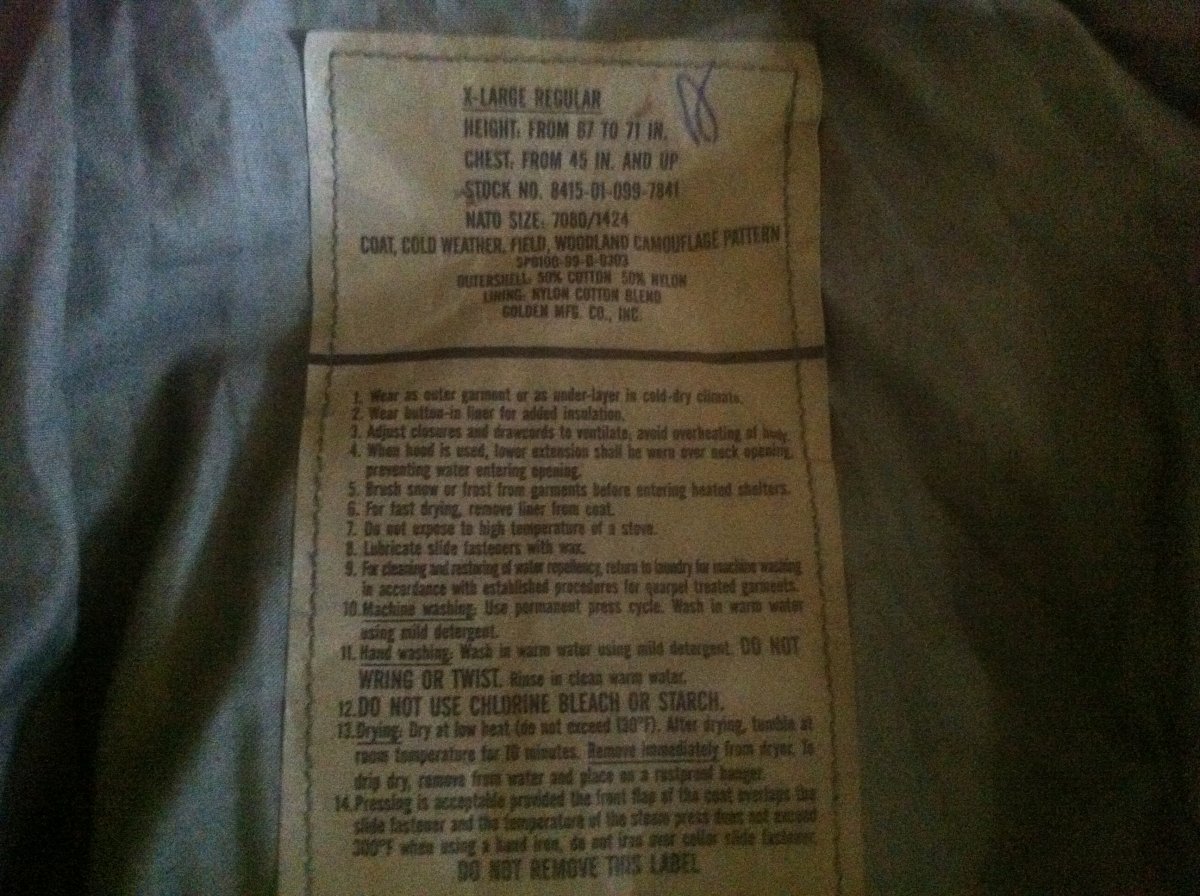 X-LARGE REGULAR
HEIGHT: FROM 67 TO 71 IN.
CHEST: FROM 45 IN. AND UP
STOCK NO. 8415-01-099-7841
NATO SIZE: 7080/1424
COAT, COLD WEATHER, FIELD, WOODLAND CAMOUFLAGE PATTERN
OUTERSHELL: 50% COTTON 50% NYLON
LINING: NYLON COTTON BLEND
GOLDEN MFG. CO., INC.
1. Wear as outer garment or as under-layer in cold-dry climate.
2. Wear button-in liner for added insulation.
3. Adjust closures and drawcords to ventilate; avoid overheating of body.
4. When hood is used, lower extension shall be worn over neck opening,
preventing water entering opening.
5. Brush snow or frost from garments before entering heated shelters.
6. For fast drying, remove liner from coat.
7. Do not expose to high temperature of a stove.
8. Lubricate slide fasteners with wax.
9. For cleaning and restoring of water repellency, return to laundry for machine washing
in accordance with established procedures for quarpel treated garments.
10. Machine washing: Use permanent press cycle. Wash in warm water
using mild detergent.
11. Hand washing: Wash in warm water using mild detergent. DO NOT
WRING OR TWIST. Rinse in clean warm water.
12. DO NOT USE CHLORINE BLEACH OR STARCH.
13. Drying: Dry at low heat (do not exceed 130°F). After drying, tumble at
room temperature for 10 minutes. Remove immediately from dryer. To
drip dry, remove from water and place on a rustproof hanger.
14. Pressing is acceptable provided the front flap of the coat overlaps the
slide fastener and the temperature of the steam press does not exceed
300°F when using a hand iron, do not iron over collar slide fastener.
DO NOT REMOVE THIS LABEL